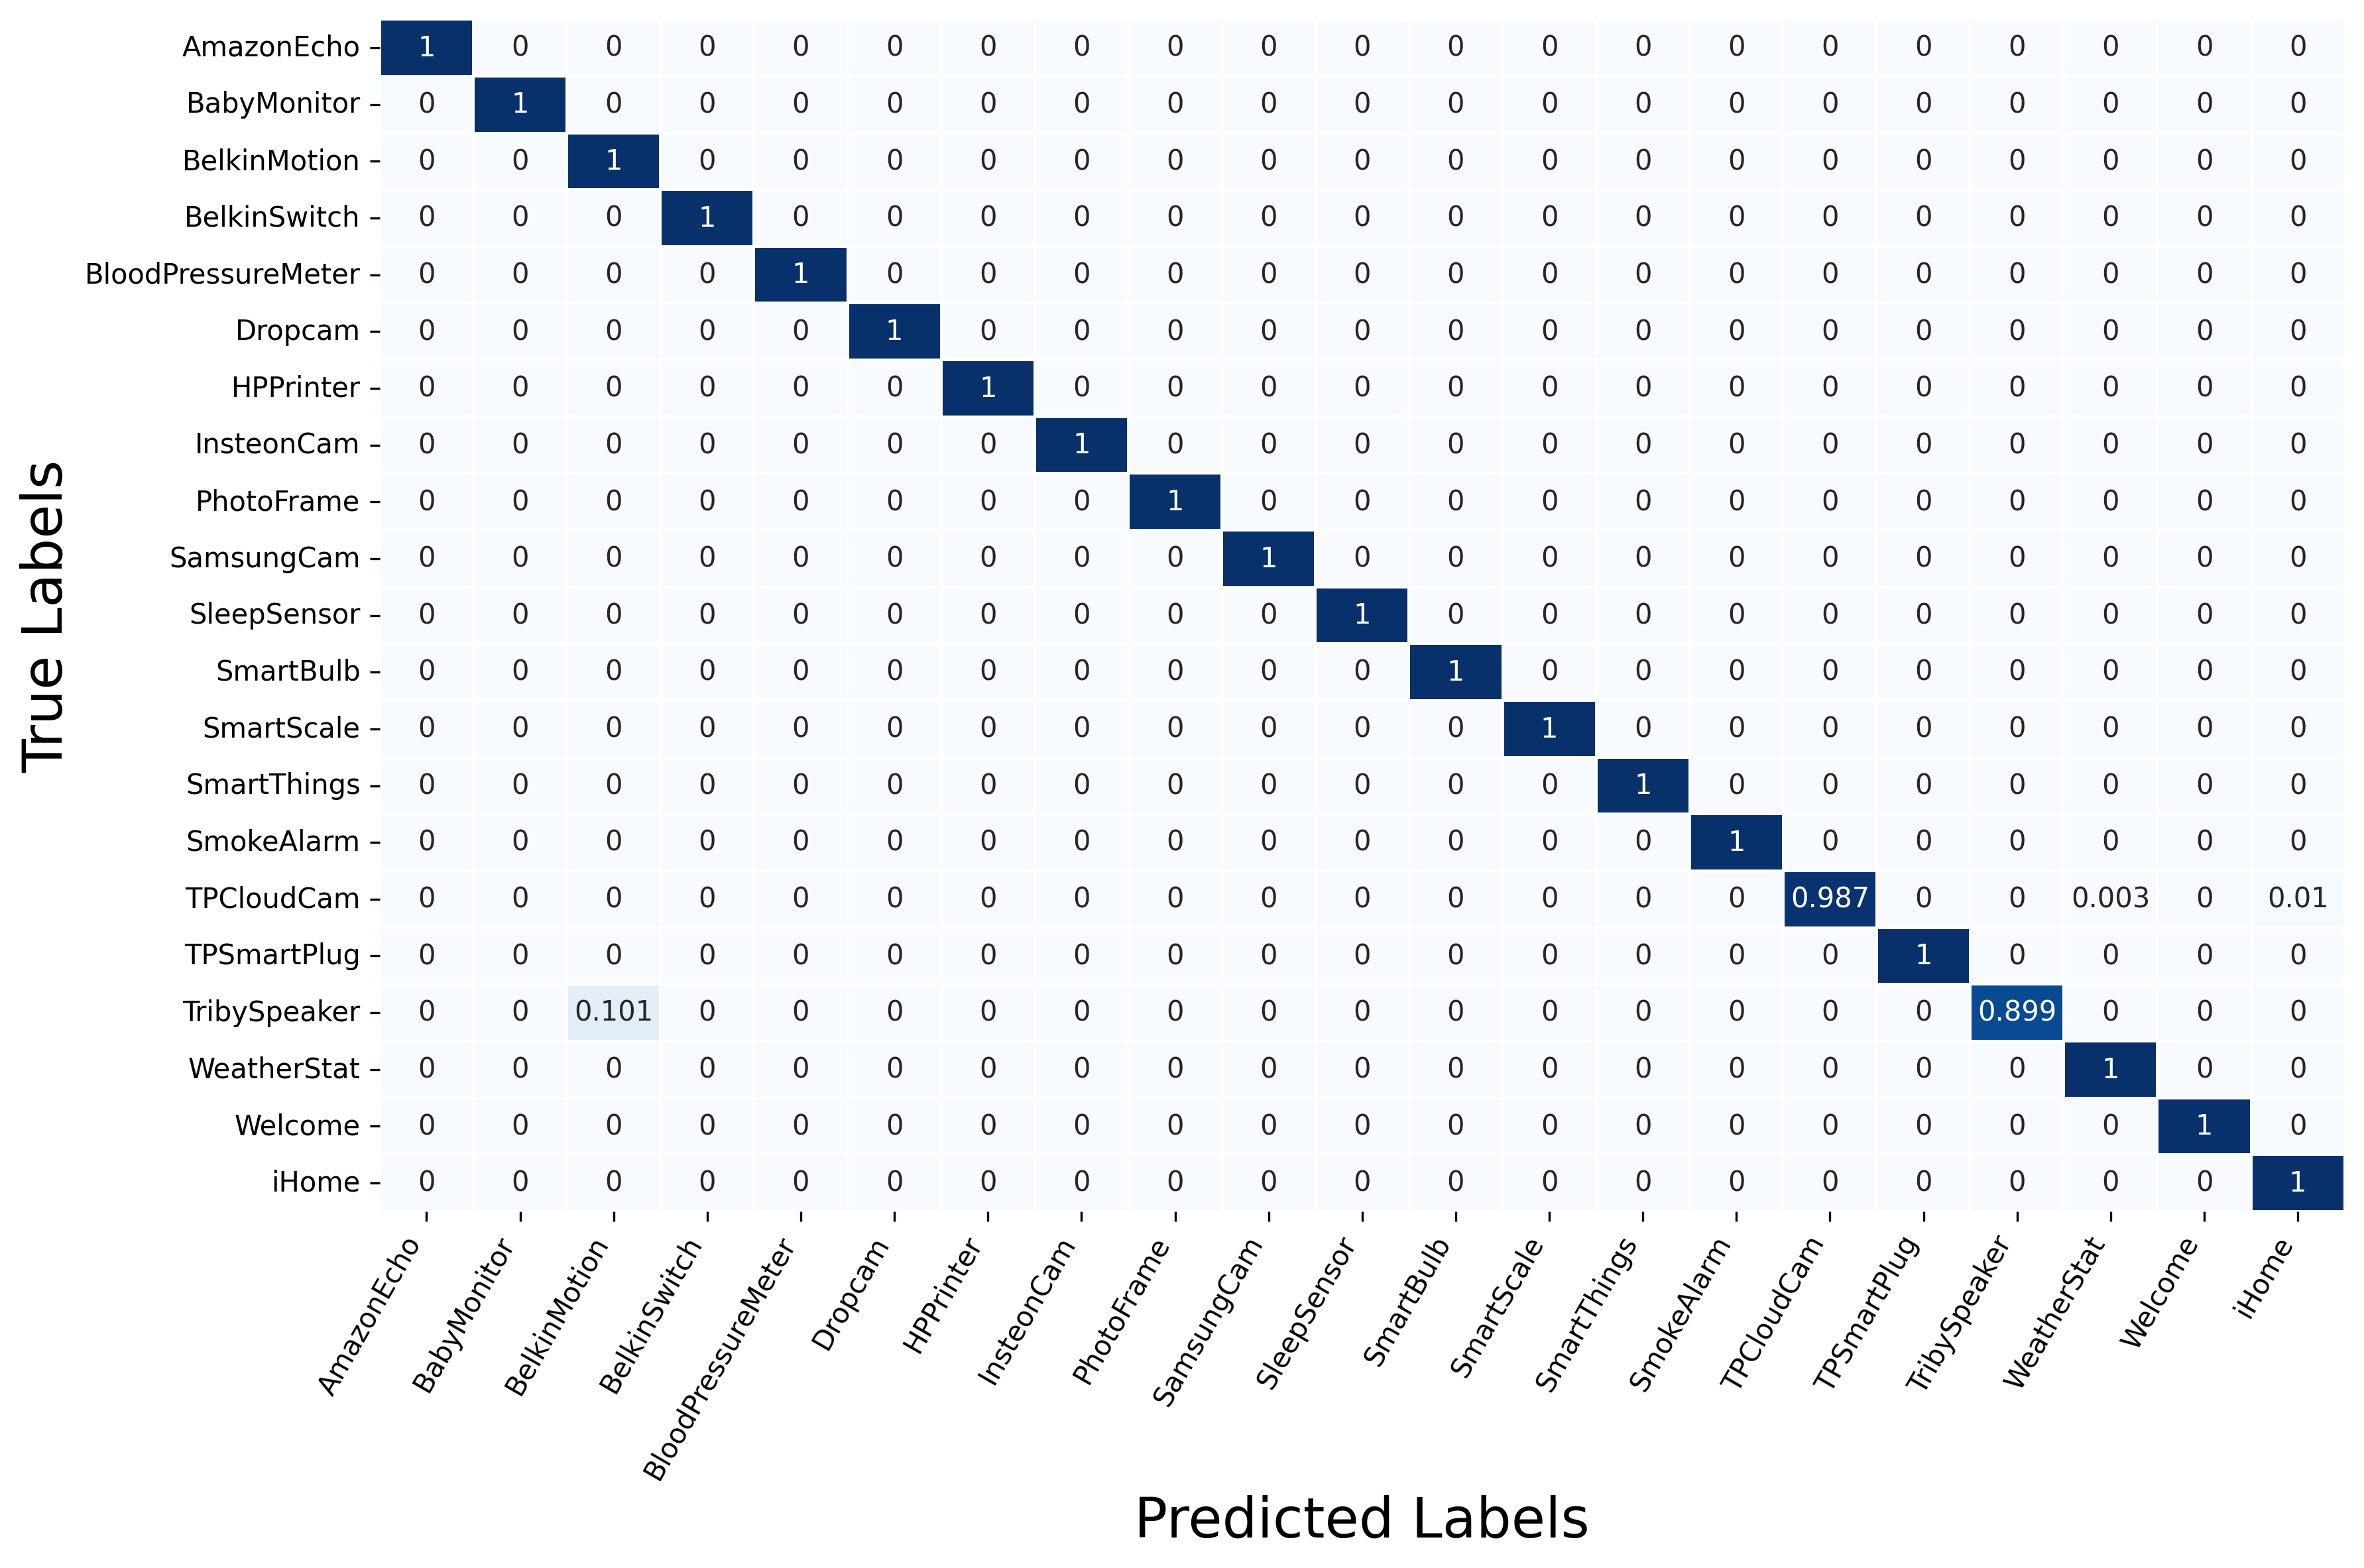 True Labels
AmazonEcho 1 0 0 0 0 0 0 0 0 0 0 0 0 0 0 0 0 0 0 0 0
BabyMonitor 0 1 0 0 0 0 0 0 0 0 0 0 0 0 0 0 0 0 0 0 0
BelkinMotion 0 0 1 0 0 0 0 0 0 0 0 0 0 0 0 0 0 0 0 0 0
BelkinSwitch 0 0 0 1 0 0 0 0 0 0 0 0 0 0 0 0 0 0 0 0 0
BloodPressureMeter 0 0 0 0 1 0 0 0 0 0 0 0 0 0 0 0 0 0 0 0 0
Dropcam 0 0 0 0 0 1 0 0 0 0 0 0 0 0 0 0 0 0 0 0 0
HPPrinter 0 0 0 0 0 0 1 0 0 0 0 0 0 0 0 0 0 0 0 0 0
InsteonCam 0 0 0 0 0 0 0 1 0 0 0 0 0 0 0 0 0 0 0 0 0
PhotoFrame 0 0 0 0 0 0 0 0 1 0 0 0 0 0 0 0 0 0 0 0 0
SamsungCam 0 0 0 0 0 0 0 0 0 1 0 0 0 0 0 0 0 0 0 0 0
SleepSensor 0 0 0 0 0 0 0 0 0 0 1 0 0 0 0 0 0 0 0 0 0
SmartBulb 0 0 0 0 0 0 0 0 0 0 0 1 0 0 0 0 0 0 0 0 0
SmartScale 0 0 0 0 0 0 0 0 0 0 0 0 1 0 0 0 0 0 0 0 0
SmartThings 0 0 0 0 0 0 0 0 0 0 0 0 0 1 0 0 0 0 0 0 0
SmokeAlarm 0 0 0 0 0 0 0 0 0 0 0 0 0 0 1 0 0 0 0 0 0
TPCloudCam 0 0 0 0 0 0 0 0 0 0 0 0 0 0 0 0.987 0 0 0.003 0 0.01
TPSmartPlug 0 0 0 0 0 0 0 0 0 0 0 0 0 0 0 0 1 0 0 0 0
TribySpeaker 0 0 0.101 0 0 0 0 0 0 0 0 0 0 0 0 0 0 0.899 0 0 0
WeatherStat 0 0 0 0 0 0 0 0 0 0 0 0 0 0 0 0 0 0 1 0 0
Welcome 0 0 0 0 0 0 0 0 0 0 0 0 0 0 0 0 0 0 0 1 0
iHome 0 0 0 0 0 0 0 0 0 0 0 0 0 0 0 0 0 0 0 0 1
AmazonEcho
BabyMonitor
BelkinMotion
BelkinSwitch
BloodPressureMeter
Dropcam
HPPrinter
InsteonCam
PhotoFrame
SamsungCam
SleepSensor
SmartBulb
SmartScale
SmartThings
SmokeAlarm
TPCloudCam
TPSmartPlug
TribySpeaker
WeatherStat
Welcome
iHome
Predicted Labels